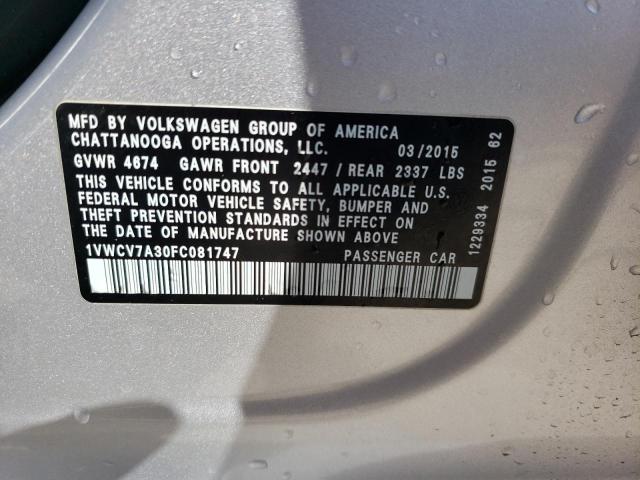 MFD BY VOLKSWAGEN GROUP OF AMERICA
CHATTANOOGA OPERATIONS, LLC. 03/2015
GVWR 4674 GAWR FRONT 2447 / REAR 2337 LBS
THIS VEHICLE CONFORMS TO ALL APPLICABLE U.S.
FEDERAL MOTOR VEHICLE SAFETY, BUMPER AND
THEFT PREVENTION STANDARDS IN EFFECT ON
THE DATE OF MANUFACTURE SHOWN ABOVE
1VWCV7A30FC081747 PASSENGER CAR
1229334 2015 62